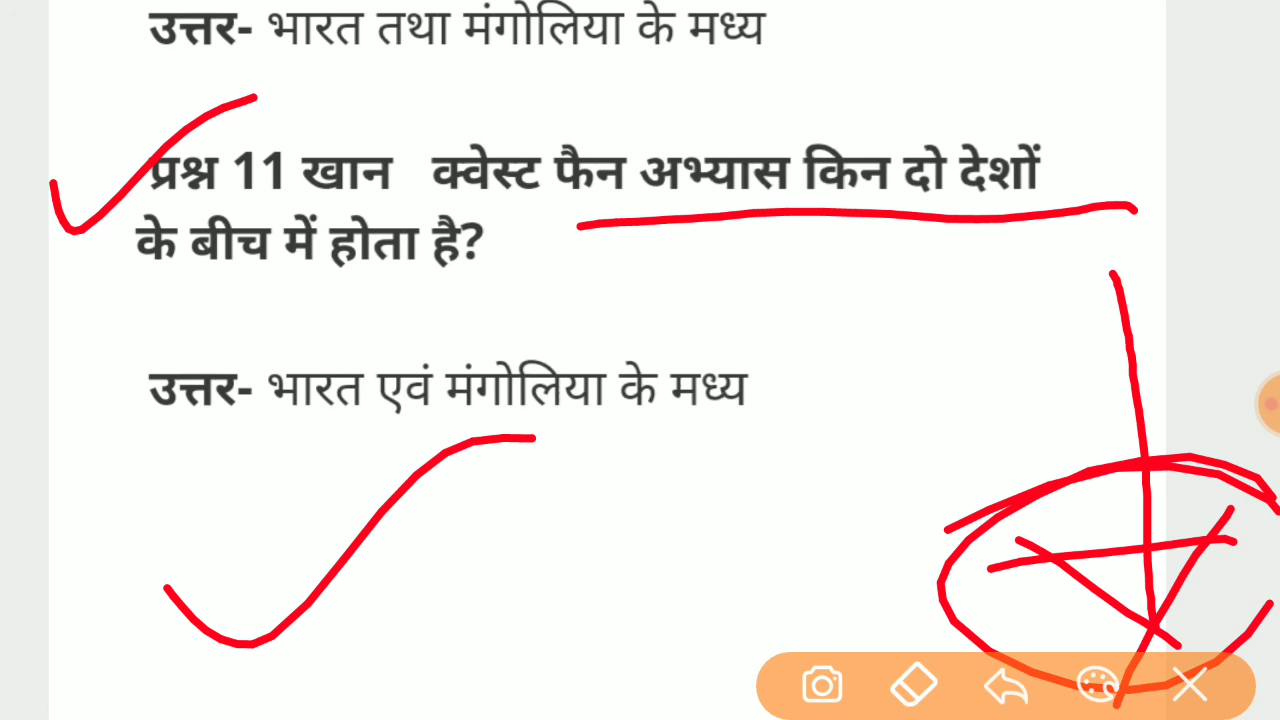 उत्तर- भारत तथा मंगोलिया के मध्य
प्रश्न 11 खान क्वेस्ट फैन अभ्यास किन दो देशों
के बीच में होता है?
उत्तर- भारत एवं मंगोलिया के मध्य